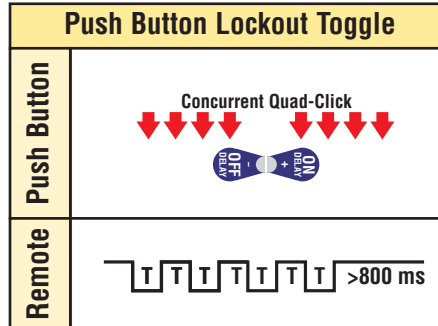 Push Button Lockout Toggle
Push Button
Concurrent Quad-Click
OFF
DELAY
-
+
ON
DELAY
Remote
T T T T T T T >800 ms